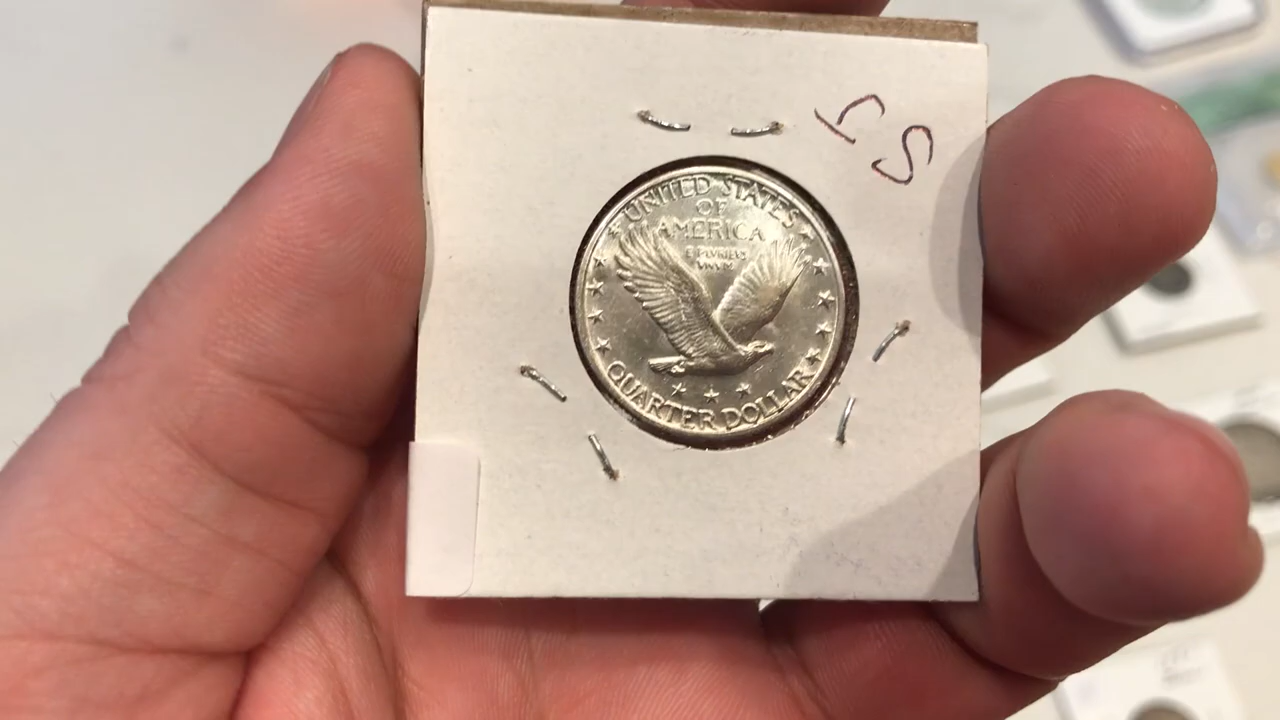 UNITED STATES
OF
AMERICA
E PLURIBUS
UNUM
QUARTER DOLLAR